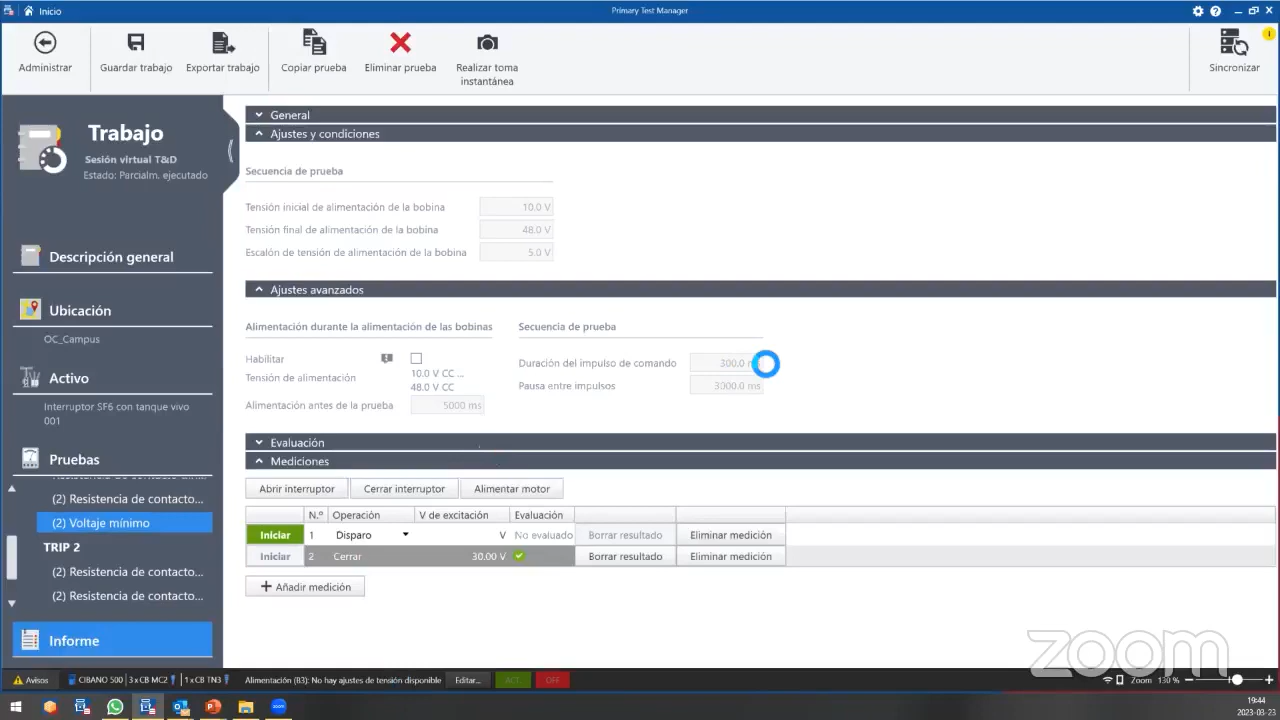 Inicio
Primary Test Manager
Administrar
Guardar trabajo
Exportar trabajo
Copiar prueba
Eliminar prueba
Realizar toma
instantánea
Sincronizar
Trabajo
Sesión virtual T&D
Estado: Parcialm. ejecutado
Descripción general
Ubicación
OC_Campus
Activo
Interruptor SF6 con tanque vivo
001
Pruebas
(2) Resistencia de contacto...
(2) Voltaje mínimo
TRIP 2
(2) Resistencia de contacto...
(2) Resistencia de contacto...
Informe
General
Ajustes y condiciones
Secuencia de prueba
Tensión inicial de alimentación de la bobina 10.0 V
Tensión final de alimentación de la bobina 48.0 V
Escalón de tensión de alimentación de la bobina 5.0 V
Ajustes avanzados
Alimentación durante la alimentación de las bobinas
Habilitar
Tensión de alimentación 10.0 V CC ...
48.0 V CC
Alimentación antes de la prueba 5000 ms
Secuencia de prueba
Duración del impulso de comando 300.0
Pausa entre impulsos 3000.0 ms
Evaluación
Mediciones
Abrir interruptor Cerrar interruptor Alimentar motor
N.º Operación V de excitación Evaluación
Iniciar 1 Disparo V No evaluado Borrar resultado Eliminar medición
Iniciar 2 Cerrar 30.00 V Borrar resultado Eliminar medición
+ Añadir medición
zoom
Avisos CIBANO 500 3 x CB MC2 1 x CB TN3 Alimentación (B3): No hay ajustes de tensión disponible Editar... ACT. OFF Zoom 130 %
zoom
19:44
2023-03-23